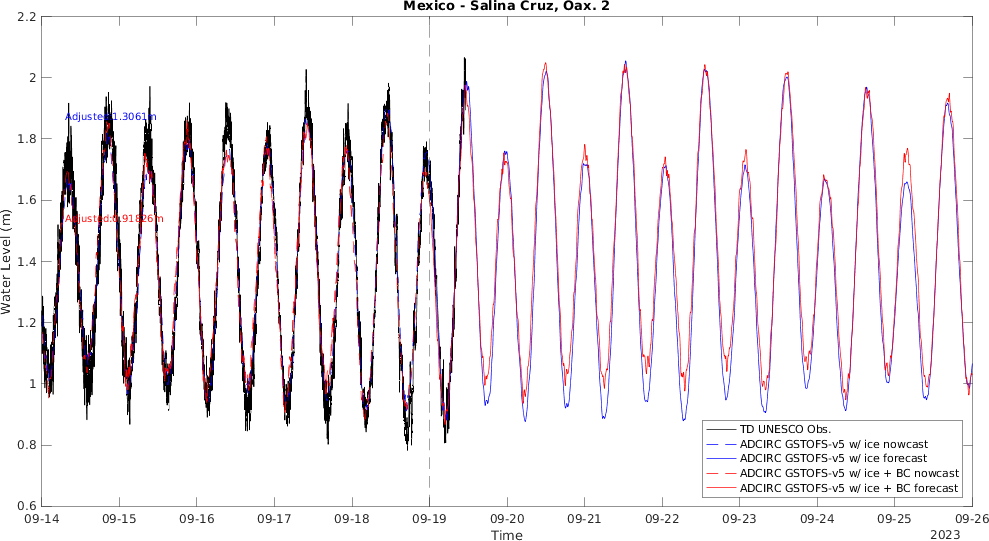 Mexico - Salina Cruz, Oax. 2
2.2
2
1.8
1.6
1.4
1.2
1
0.8
0.6
Water Level (m)
Adjusted:1.3061m
Adjusted:0.91826m
TD UNESCO Obs.
ADCIRC GSTOFS-v5 w/ ice nowcast
ADCIRC GSTOFS-v5 w/ ice forecast
ADCIRC GSTOFS-v5 w/ ice + BC nowcast
ADCIRC GSTOFS-v5 w/ ice + BC forecast
09-14 09-15 09-16 09-17 09-18 09-19 09-20 09-21 09-22 09-23 09-24 09-25 09-26
Time
2023